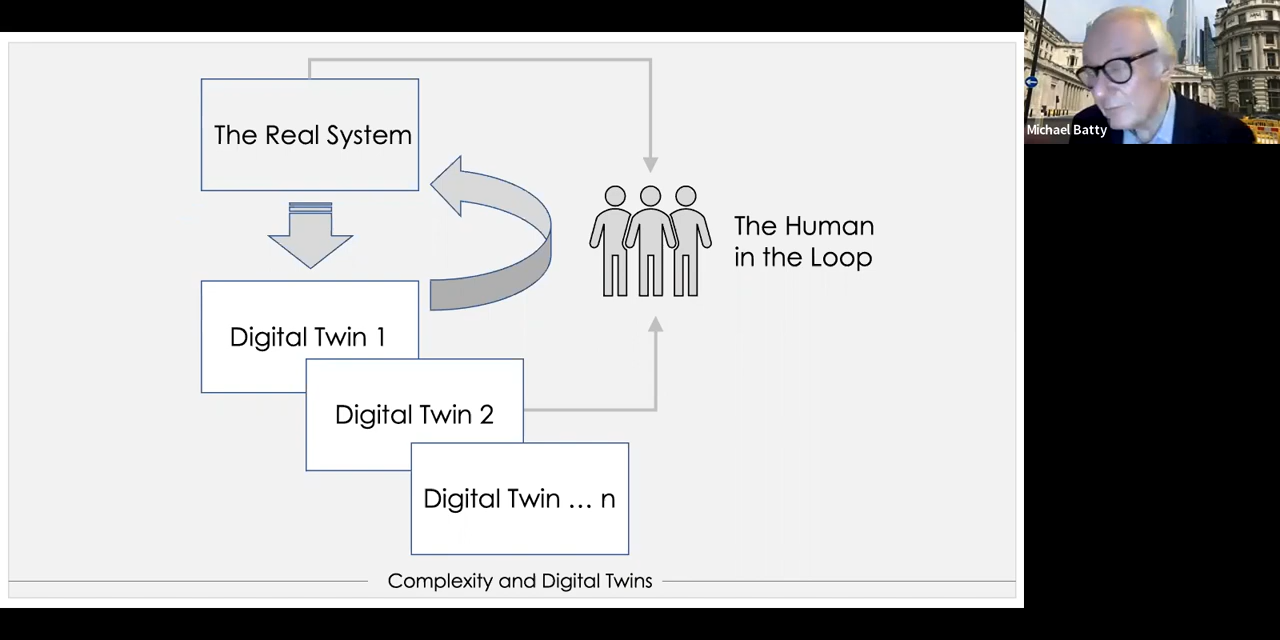 The Real System
The Human
in the Loop
Digital Twin 1
Digital Twin 2
Digital Twin ... n
Complexity and Digital Twins
Michael Batty